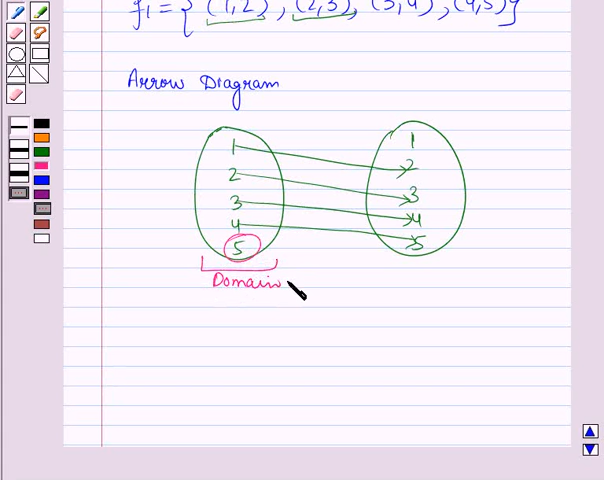 f1 = { (1,2) , (2,3), (3,4) , (4,5)}
Arrow Diagram
1 1
2 2
3 3
4 4
5 5
Domain